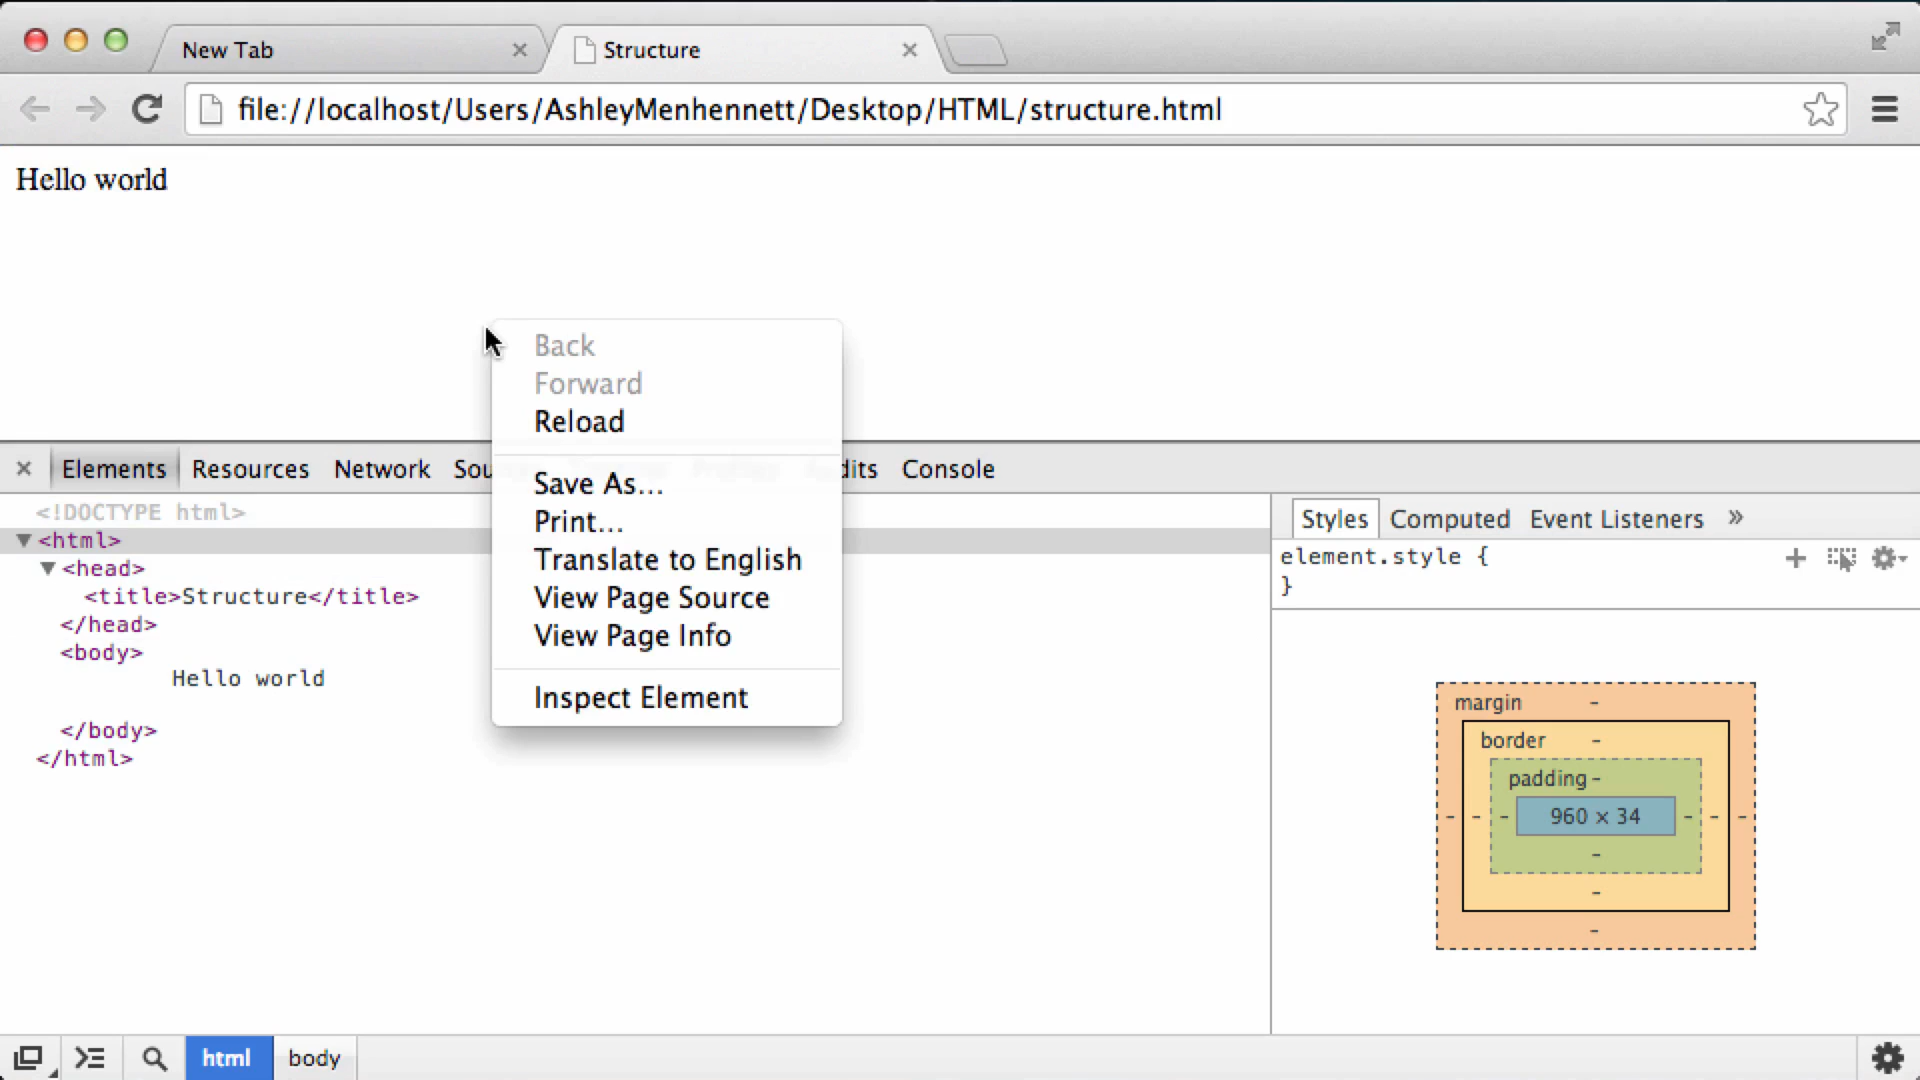 New Tab
Structure
file://localhost/Users/AshleyMenhennett/Desktop/HTML/structure.html
Hello world
Back
Forward
Reload
Save As...
Print...
Translate to English
View Page Source
View Page Info
Inspect Element
Elements Resources Network Sou dits Console
<!DOCTYPE html>
<html>
<head>
<title>Structure</title>
</head>
<body>
Hello world
</body>
</html>
Styles Computed Event Listeners »
element.style {
}
margin -
border -
padding -
- - - 960 × 34 - - -
-
-
-
html body